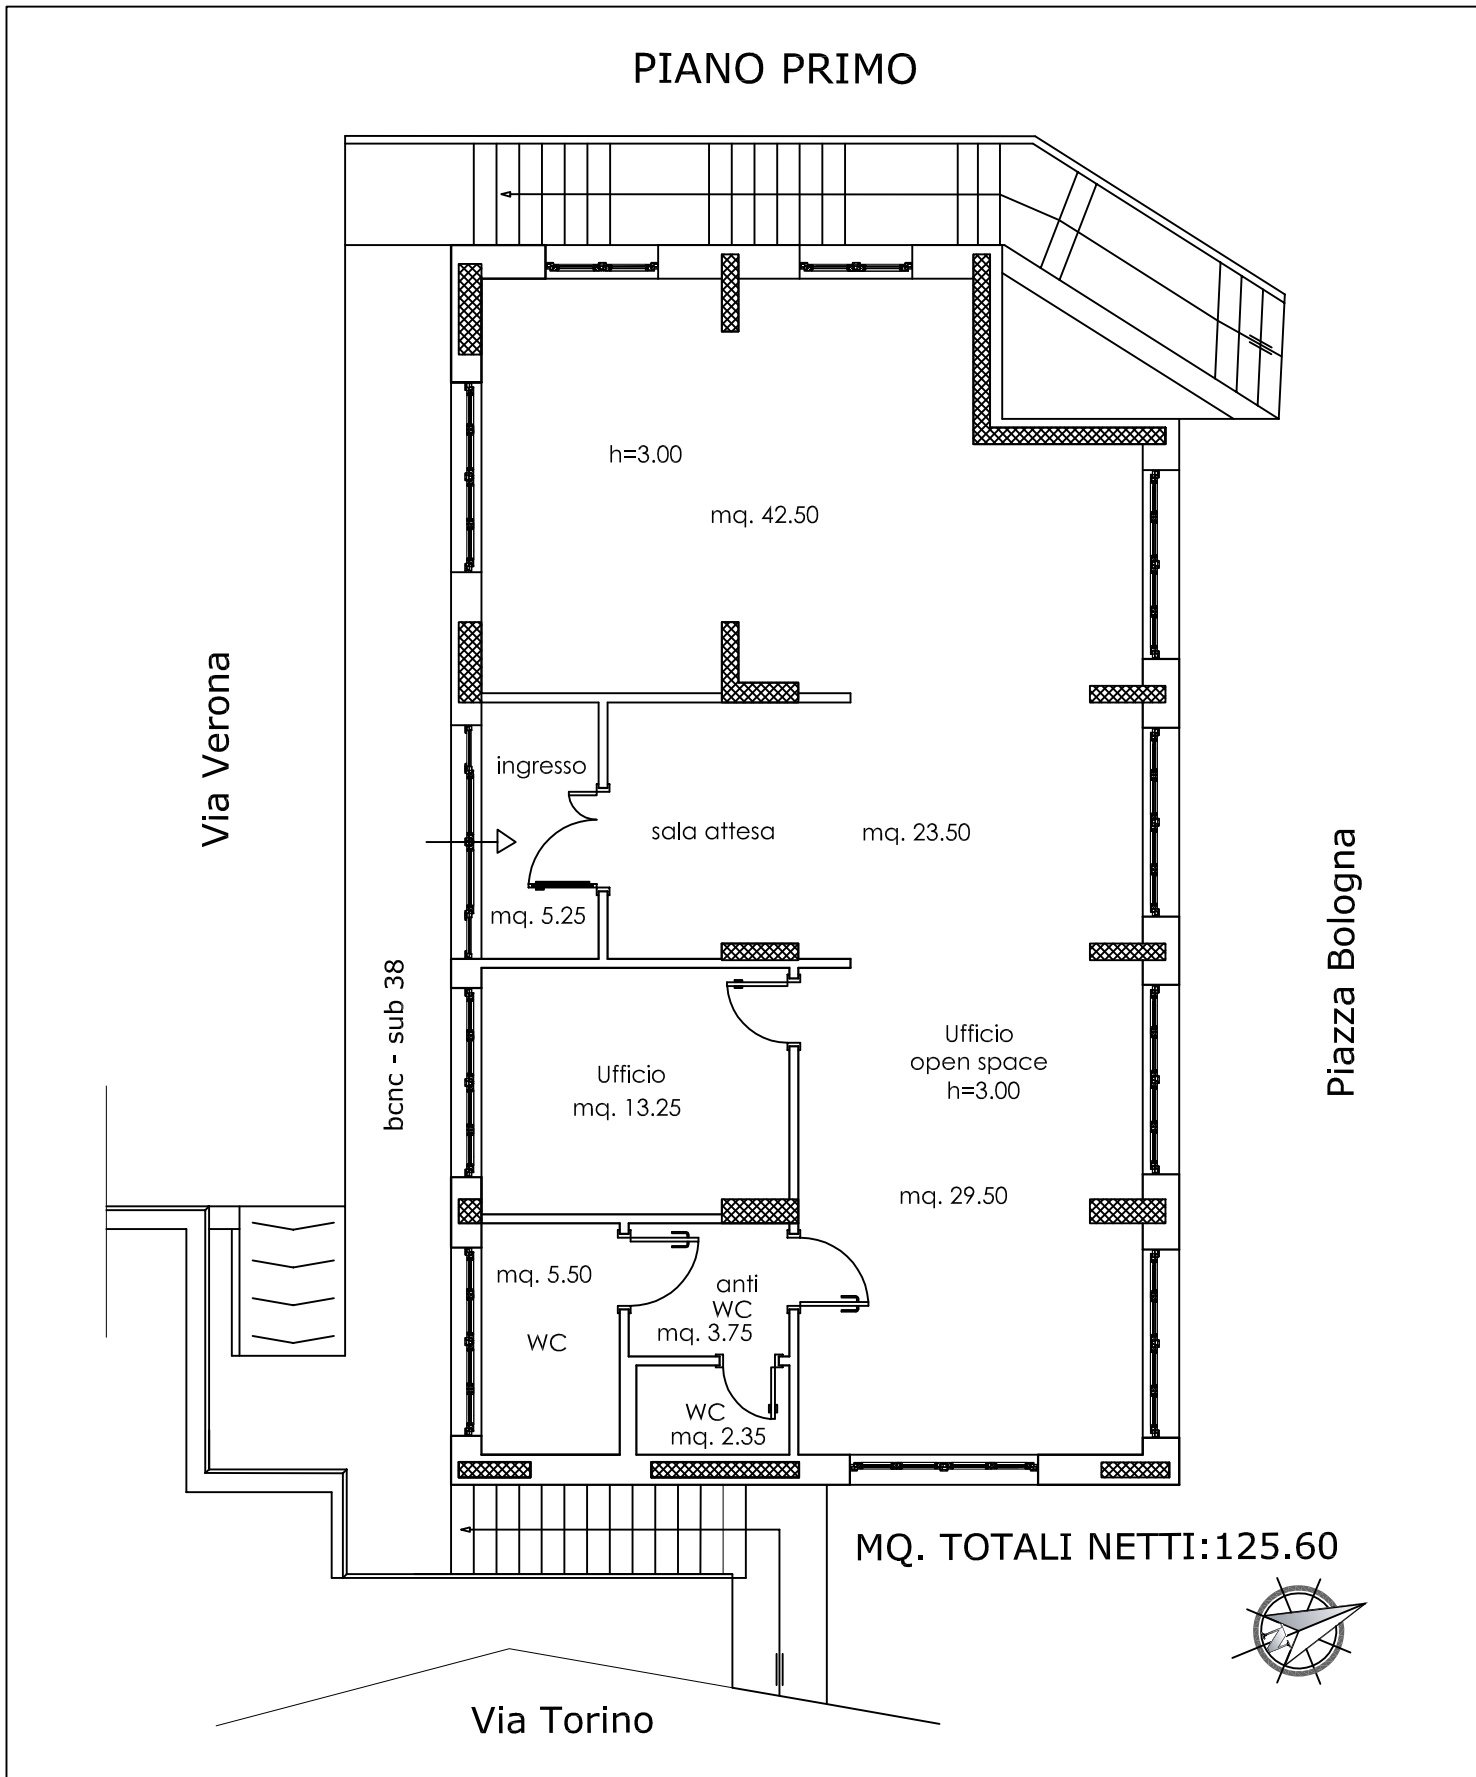 PIANO PRIMO
h=3.00
mq. 42.50
Via Verona
ingresso
sala attesa
mq. 23.50
mq. 5.25
Piazza Bologna
bcnc - sub 38
Ufficio
mq. 13.25
Ufficio
open space
h=3.00
mq. 29.50
mq. 5.50
WC
anti
WC
mq. 3.75
WC
mq. 2.35
MQ. TOTALI NETTI:125.60
N
Via Torino